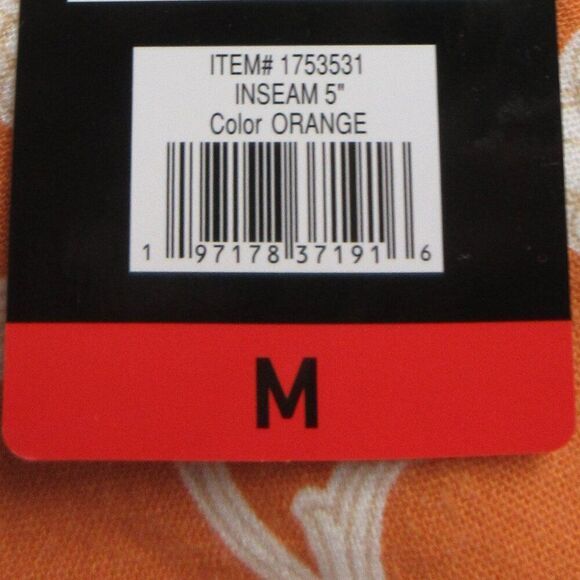 ITEM# 1753531
INSEAM 5"
Color ORANGE
1 97178 37191 6
M